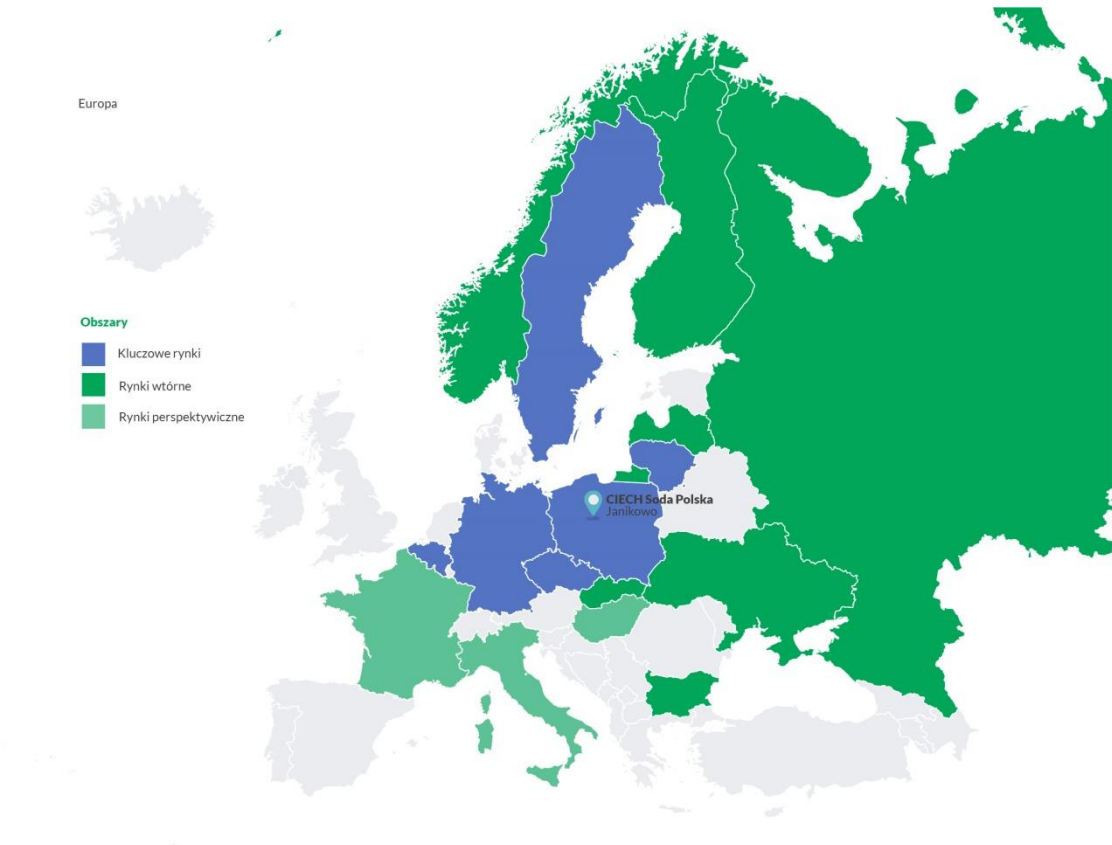 Europa
Obszary
Kluczowe rynki
Rynki wtórne
Rynki perspektywiczne
CIECH Soda Polska
Janikowo